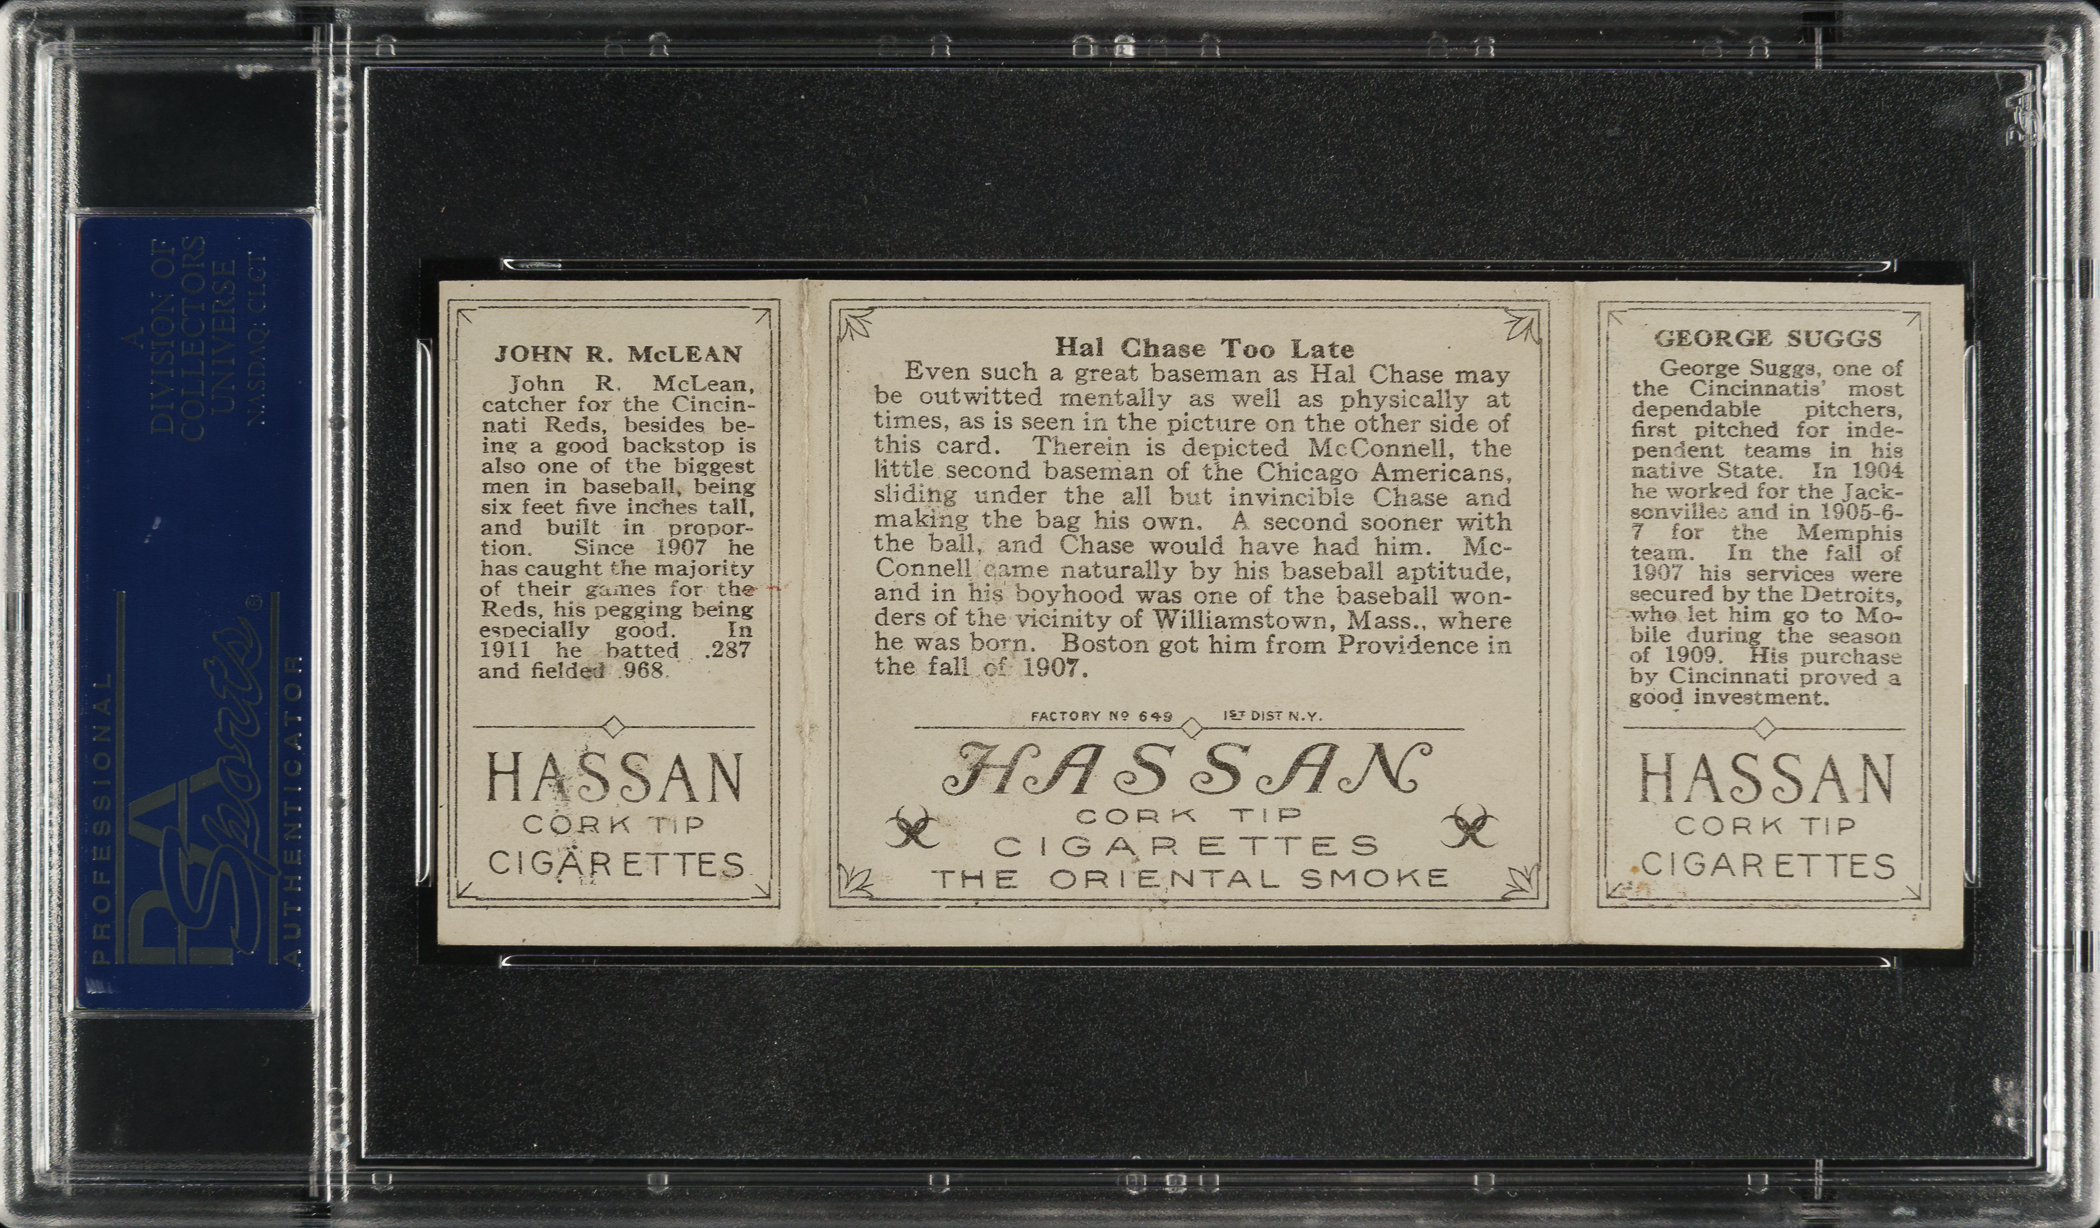 A
DIVISION OF
COLLECTORS
UNIVERSE
NASDAQ: CLCT
PROFESSIONAL
PSA
Sports®
AUTHENTICATOR
JOHN R. McLEAN
John R. McLean,
catcher for the Cincin-
nati Reds, besides be-
ing a good backstop is
also one of the biggest
men in baseball, being
six feet five inches tall,
and built in propor-
tion. Since 1907 he
has caught the majority
of their games for the
Reds, his pegging being
especially good. In
1911 he batted .287
and fielded .968.
HASSAN
CORK TIP
CIGARETTES
Hal Chase Too Late
Even such a great baseman as Hal Chase may
be outwitted mentally as well as physically at
times, as is seen in the picture on the other side of
this card. Therein is depicted McConnell, the
little second baseman of the Chicago Americans,
sliding under the all but invincible Chase and
making the bag his own. A second sooner with
the ball, and Chase would have had him. Mc-
Connell came naturally by his baseball aptitude,
and in his boyhood was one of the baseball won-
ders of the vicinity of Williamstown, Mass., where
he was born. Boston got him from Providence in
the fall of 1907.
FACTORY Nº 649 1ST DIST N.Y.
HASSAN
CORK TIP
CIGARETTES
THE ORIENTAL SMOKE
GEORGE SUGGS
George Suggs, one of
the Cincinnatis' most
dependable pitchers,
first pitched for inde-
pendent teams in his
native State. In 1904
he worked for the Jack-
sonvilles and in 1905-6-
7 for the Memphis
team. In the fall of
1907 his services were
secured by the Detroits,
who let him go to Mo-
bile during the season
of 1909. His purchase
by Cincinnati proved a
good investment.
HASSAN
CORK TIP
CIGARETTES
PSA